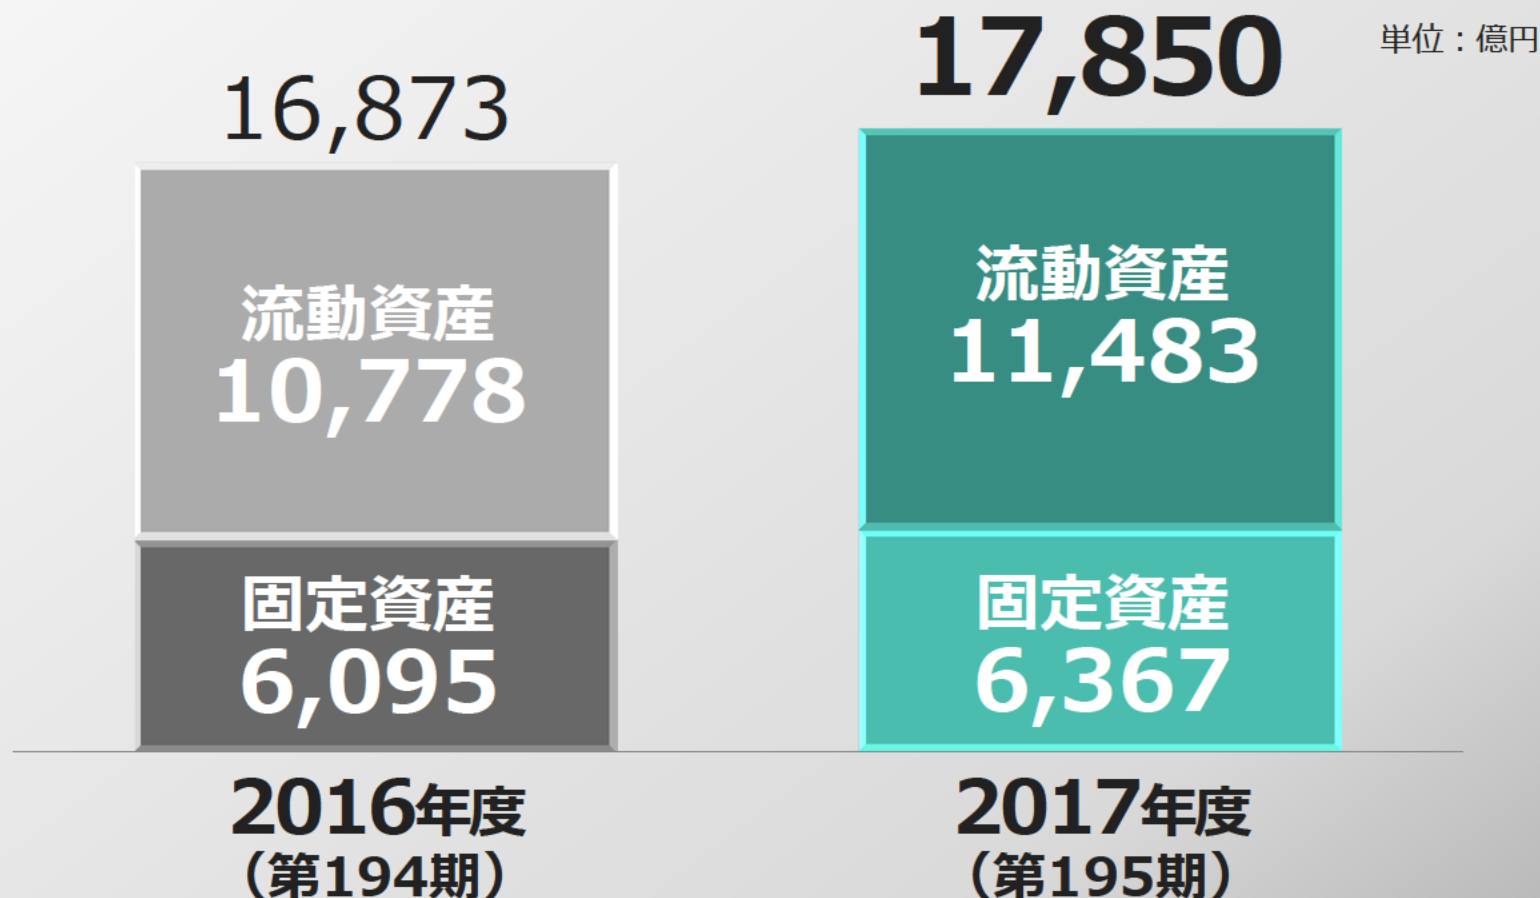 単位：億円
16,873
流動資産
10,778
固定資産
6,095
2016年度
（第194期）
17,850
流動資産
11,483
固定資産
6,367
2017年度
（第195期）